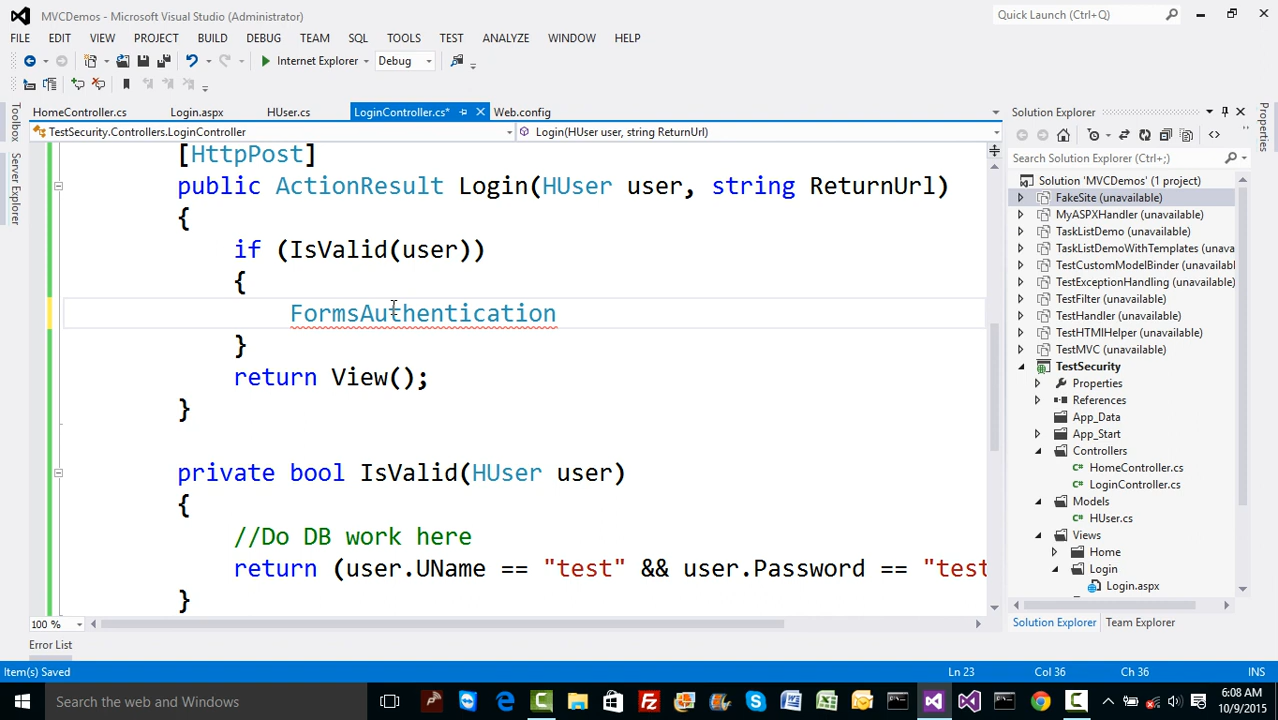 MVCDemos - Microsoft Visual Studio (Administrator)
Quick Launch (Ctrl+Q)
FILE EDIT VIEW PROJECT BUILD DEBUG TEAM SQL TOOLS TEST ANALYZE WINDOW HELP
Internet Explorer Debug
HomeController.cs Login.aspx HUser.cs LoginController.cs* Web.config
TestSecurity.Controllers.LoginController Login(HUser user, string ReturnUrl)
Toolbox
Server Explorer
[HttpPost]
public ActionResult Login(HUser user, string ReturnUrl)
{
if (IsValid(user))
{
FormsAuthentication
}
return View();
}
private bool IsValid(HUser user)
{
//Do DB work here
return (user.UName == "test" && user.Password == "test
}
100 %
Solution Explorer
Search Solution Explorer (Ctrl+;)
Solution 'MVCDemos' (1 project)
FakeSite (unavailable)
MyASPXHandler (unavailable)
TaskListDemo (unavailable)
TaskListDemoWithTemplates (unava
TestCustomModelBinder (unavailabl
TestExceptionHandling (unavailable)
TestFilter (unavailable)
TestHandler (unavailable)
TestHTMlHelper (unavailable)
TestMVC (unavailable)
TestSecurity
Properties
References
App_Data
App_Start
Controllers
HomeController.cs
LoginController.cs
Models
HUser.cs
Views
Home
Login
Login.aspx
Solution Explorer Team Explorer
Properties
Error List
Item(s) Saved Ln 23 Col 36 Ch 36 INS
Search the web and Windows
6:08 AM
10/9/2015